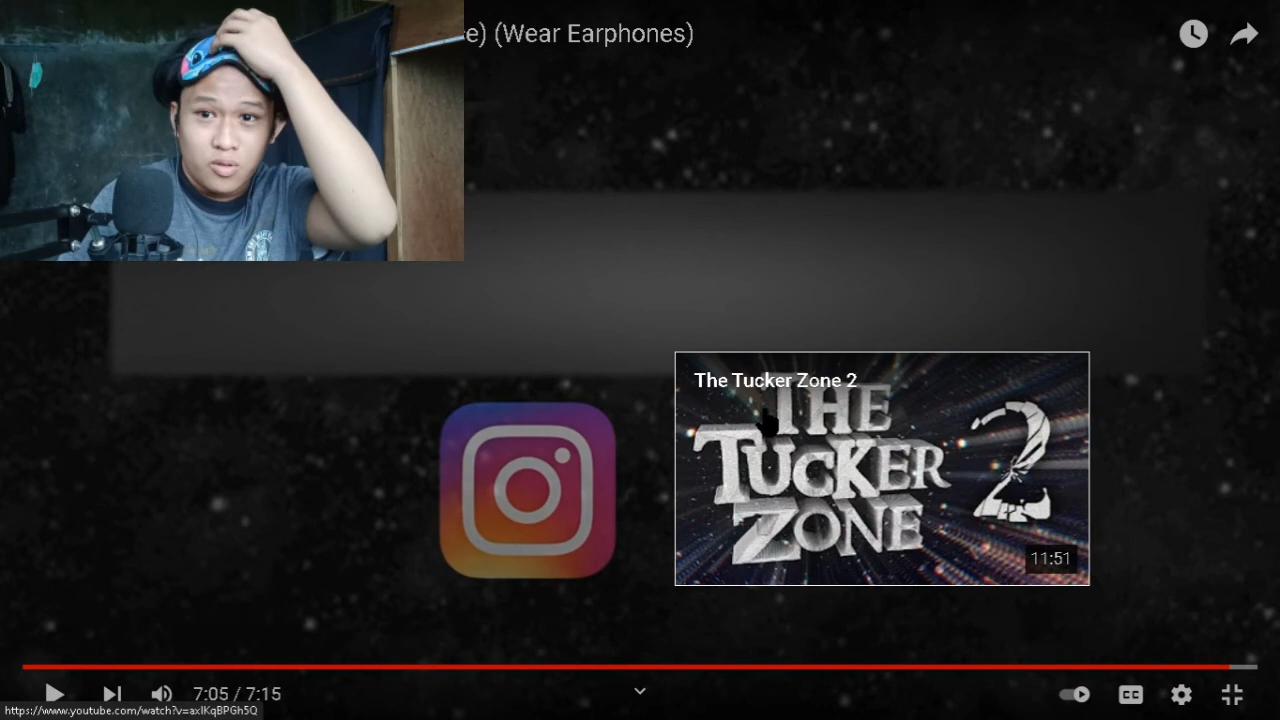 e) (Wear Earphones)
The Tucker Zone 2
THE
TUCKER
ZONE
2
11:51
7:05 / 7:15
CC
https://www.youtube.com/watch?v=axlKqBPGh5Q